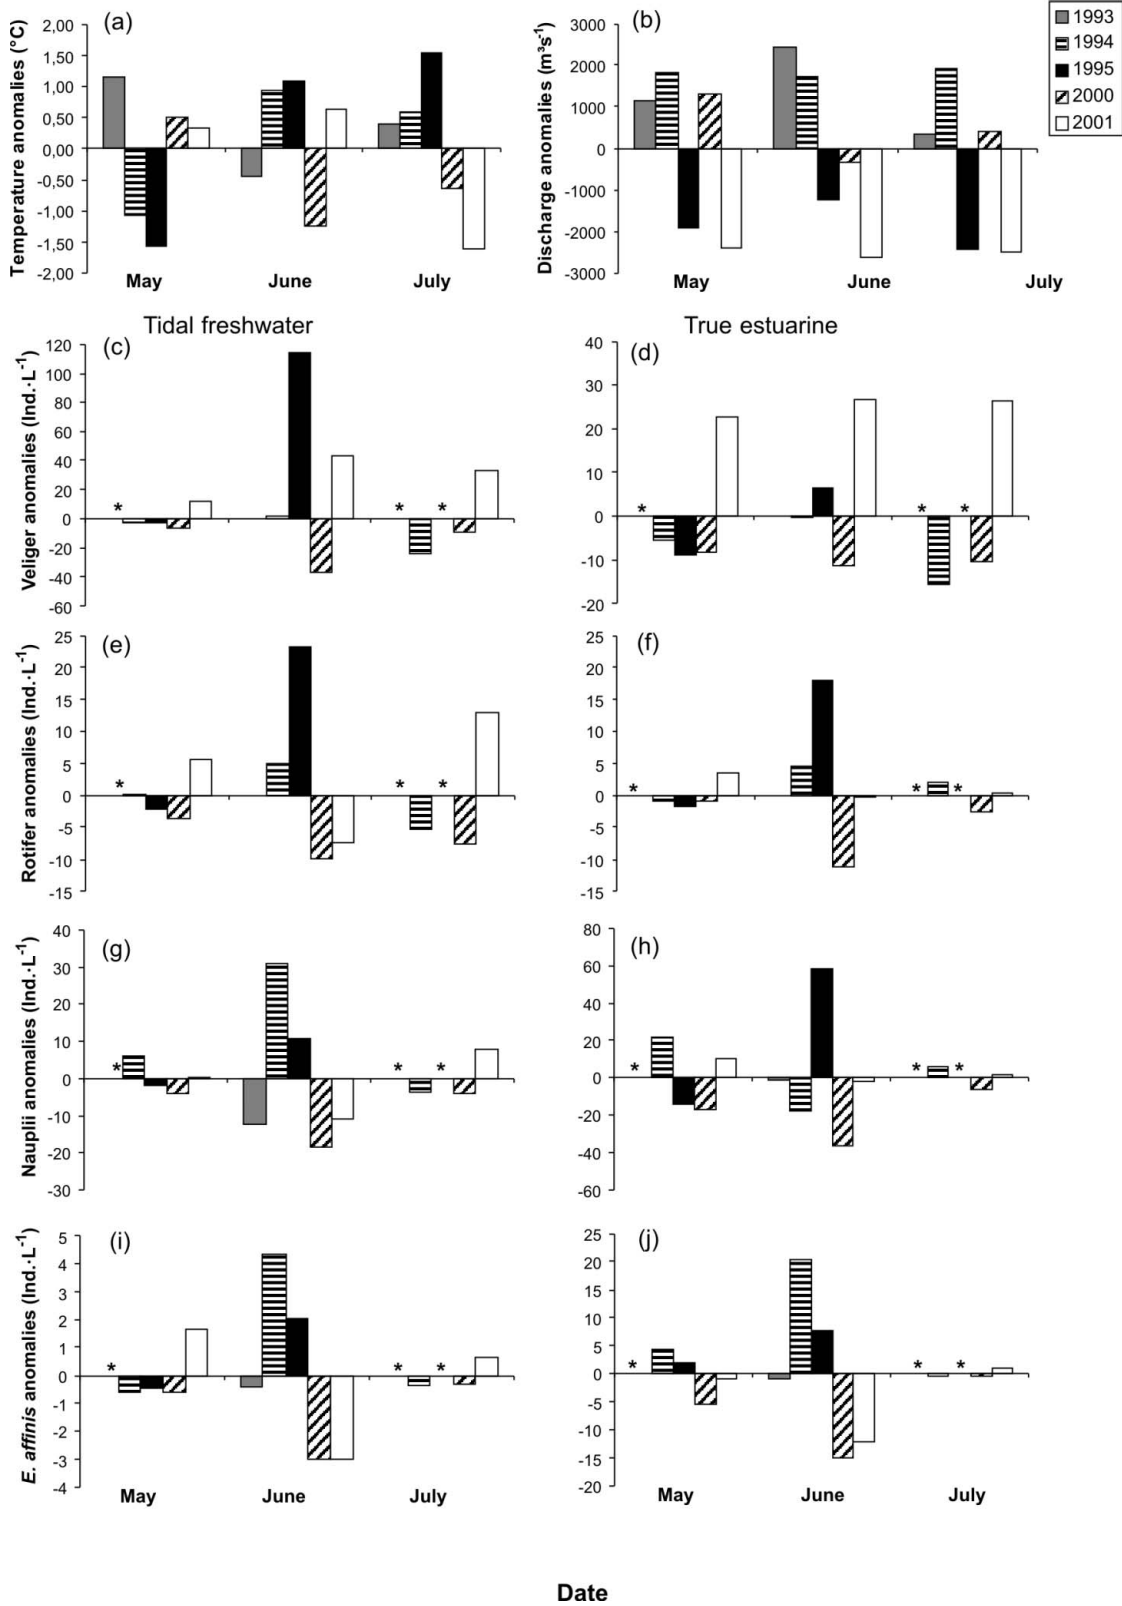 (a)
Temperature anomalies (°C)
2,00
1,50
1,00
0,50
0,00
-0,50
-1,00
-1,50
-2,00
May June July
(b)
Discharge anomalies (m³s⁻¹)
3000
2000
1000
0
-1000
-2000
-3000
May June July
1993
1994
1995
2000
2001
Tidal freshwater
True estuarine
(c)
Veliger anomalies (Ind.·L⁻¹)
120
100
80
60
40
20
0
-20
-40
-60
* * *
(d)
40
30
20
10
0
-10
-20
* * *
(e)
Rotifer anomalies (Ind.·L⁻¹)
25
20
15
10
5
0
-5
-10
-15
* * *
(f)
25
20
15
10
5
0
-5
-10
-15
* * *
(g)
Nauplii anomalies (Ind.·L⁻¹)
40
30
20
10
0
-10
-20
-30
* * *
(h)
80
60
40
20
0
-20
-40
-60
* * *
(i)
E. affinis anomalies (Ind.·L⁻¹)
5
4
3
2
1
0
-1
-2
-3
-4
* * *
May June July
(j)
25
20
15
10
5
0
-5
-10
-15
-20
* * *
May June July
Date